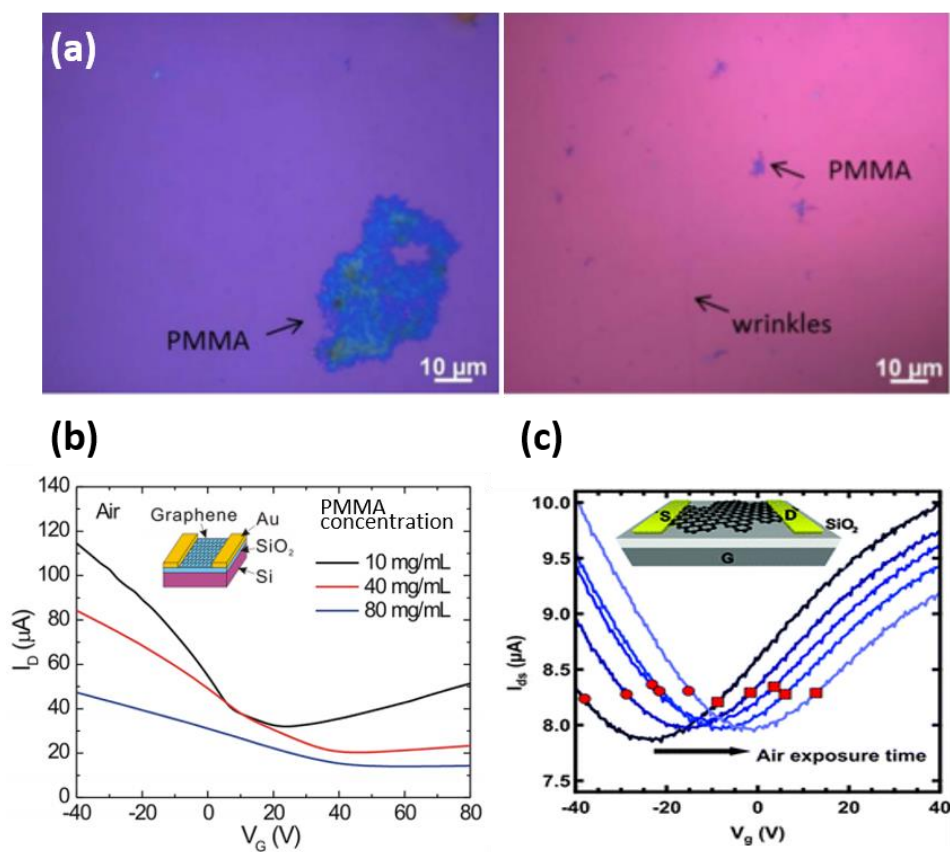 (a)
PMMA
10 µm
PMMA
wrinkles
10 µm
(b)
140
120
100
80
60
40
20
0
-40
-20
0
20
40
60
80
I_D (µA)
V_G (V)
Air
Graphene
Au
SiO₂
Si
PMMA
concentration
10 mg/mL
40 mg/mL
80 mg/mL
(c)
10.0
9.5
9.0
8.5
8.0
7.5
-40
-20
0
20
40
I_ds (µA)
V_g (V)
S
D
SiO₂
G
Air exposure time